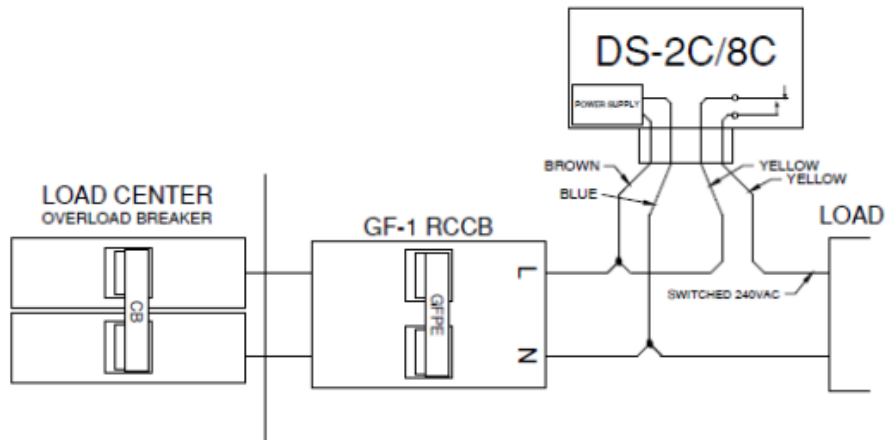 DS-2C/8C
POWER SUPPLY
BROWN
BLUE
YELLOW
YELLOW
LOAD CENTER
OVERLOAD BREAKER
CB
GF-1 RCCB
GFPE
L
N
LOAD
SWITCHED 240VAC